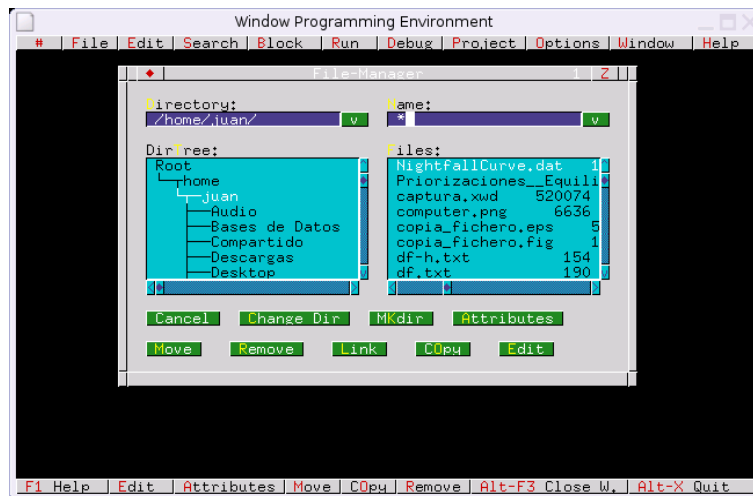 Window Programming Environment
# | File | Edit | Search | Block | Run | Debug | Project | Options | Window | Help
File-Manager 1 Z
Directory: Name:
/home/juan/ v * v
DirTree: Files:
Root NightfallCurve.dat 1
home Priorizaciones__Equili
juan captura.xwd 520074
Audio computer.png 6636
Bases de Datos copia_fichero.eps 5
Compartido copia_fichero.fig 1
Descargas df-h.txt 154
Desktop df.txt 190
Cancel Change Dir MKdir Attributes
Move Remove Link COpy Edit
F1 Help | Edit | Attributes | Move | COpy | Remove | Alt-F3 Close W. | Alt-X Quit